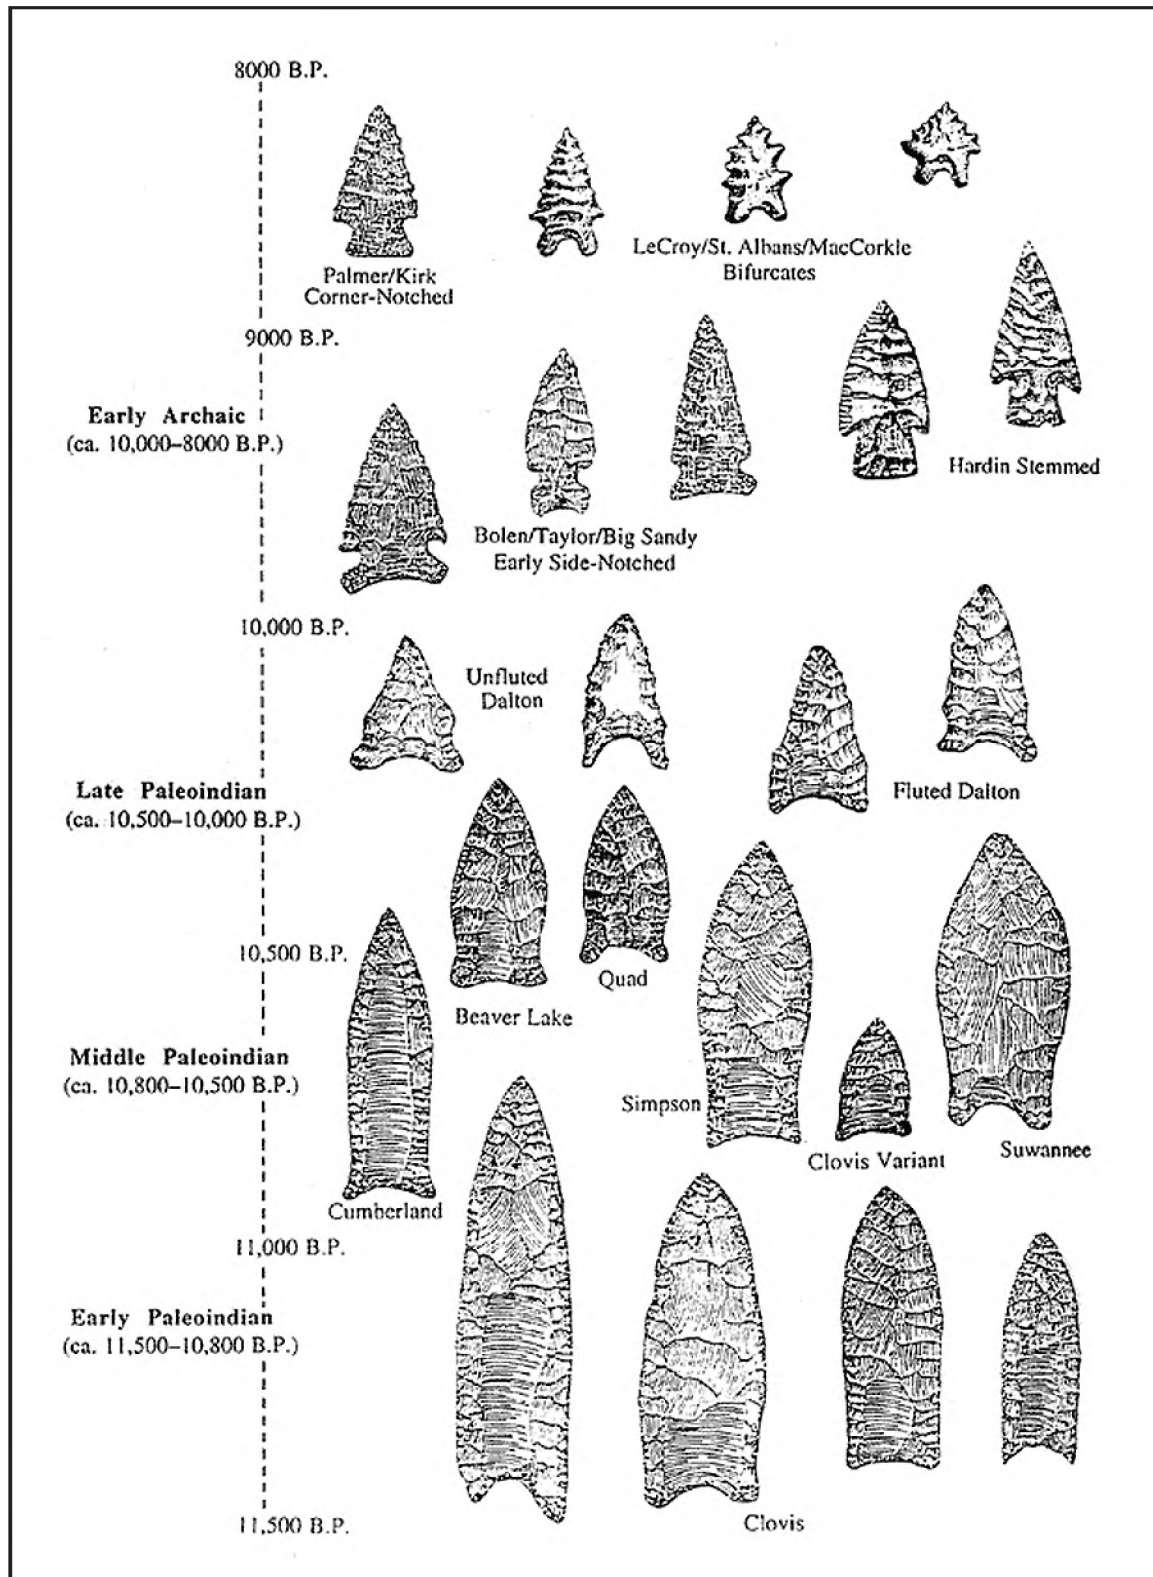 8000 B.P.
Palmer/Kirk
Corner-Notched
LeCroy/St. Albans/MacCorkle
Bifurcates
9000 B.P.
Early Archaic
(ca. 10,000–8000 B.P.)
Hardin Stemmed
Bolen/Taylor/Big Sandy
Early Side-Notched
10,000 B.P.
Unfluted
Dalton
Late Paleoindian
(ca. 10,500–10,000 B.P.)
Fluted Dalton
10,500 B.P.
Quad
Beaver Lake
Middle Paleoindian
(ca. 10,800–10,500 B.P.)
Simpson
Clovis Variant
Suwannee
Cumberland
11,000 B.P.
Early Paleoindian
(ca. 11,500–10,800 B.P.)
11,500 B.P.
Clovis